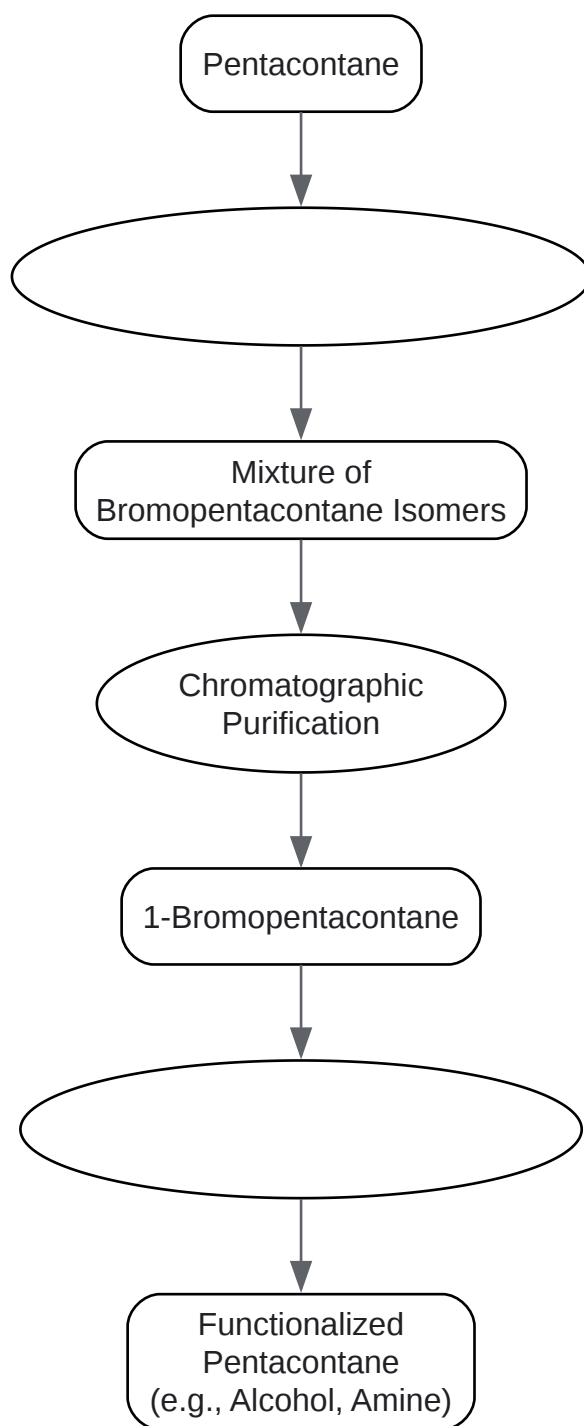 Pentacontane
Mixture of
Bromopentacontane Isomers
Chromatographic
Purification
1-Bromopentacontane
Functionalized
Pentacontane
(e.g., Alcohol, Amine)